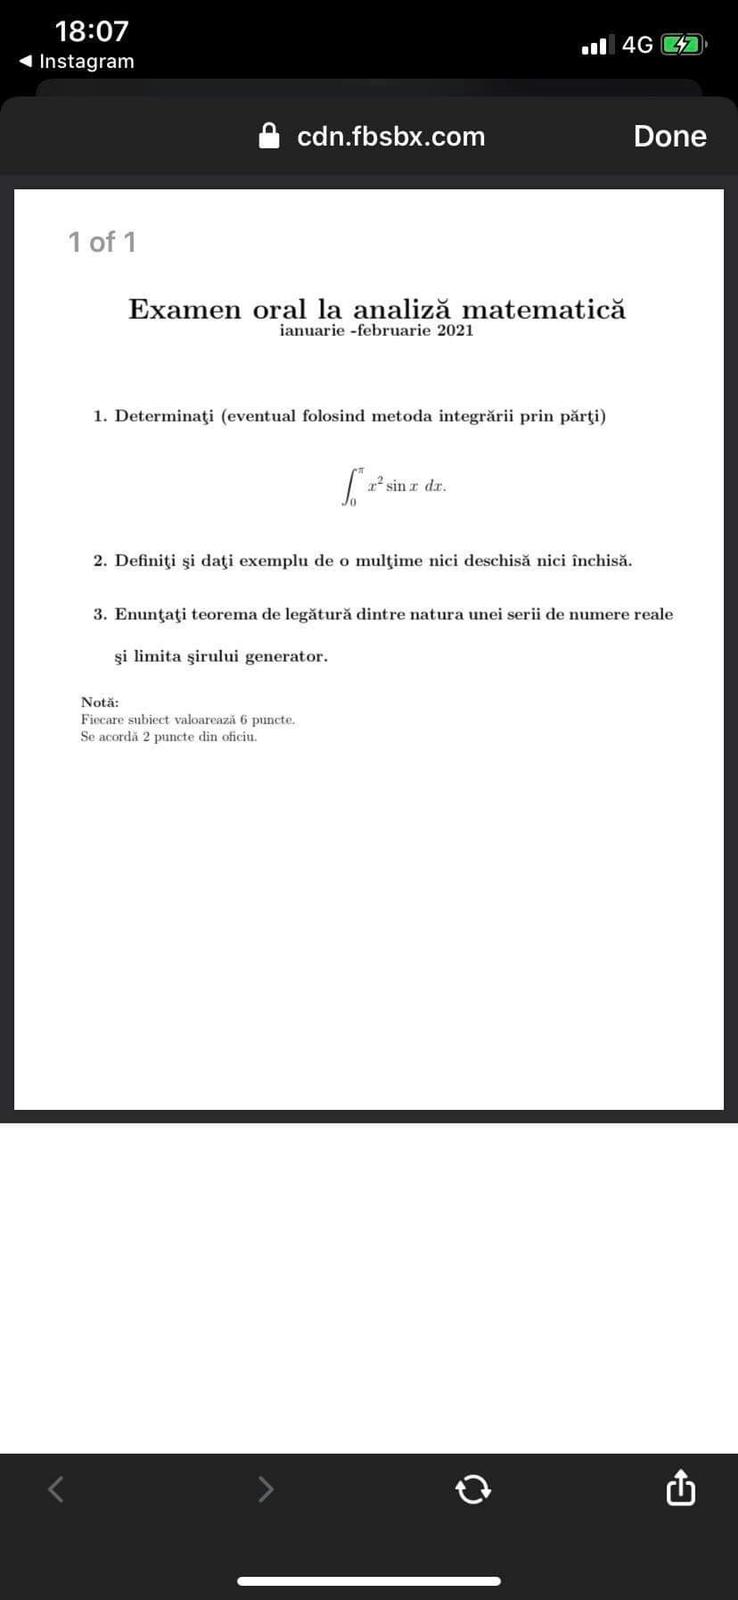 18:07
4G
◀ Instagram
cdn.fbsbx.com
Done
1 of 1
Examen oral la analiză matematică
ianuarie -februarie 2021
1. Determinaţi (eventual folosind metoda integrării prin părţi)
∫₀^π x² sin x dx.
2. Definiţi şi daţi exemplu de o mulţime nici deschisă nici închisă.
3. Enunţaţi teorema de legătură dintre natura unei serii de numere reale
şi limita şirului generator.
Notă:
Fiecare subiect valoarează 6 puncte.
Se acordă 2 puncte din oficiu.